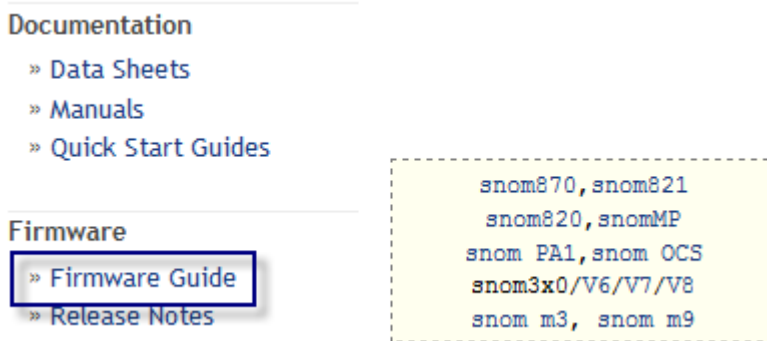 Documentation
» Data Sheets
» Manuals
» Quick Start Guides
Firmware
» Firmware Guide
» Release Notes
snom870,snom821
snom820,snomMP
snom PA1,snom OCS
snom3x0/V6/V7/V8
snom m3, snom m9